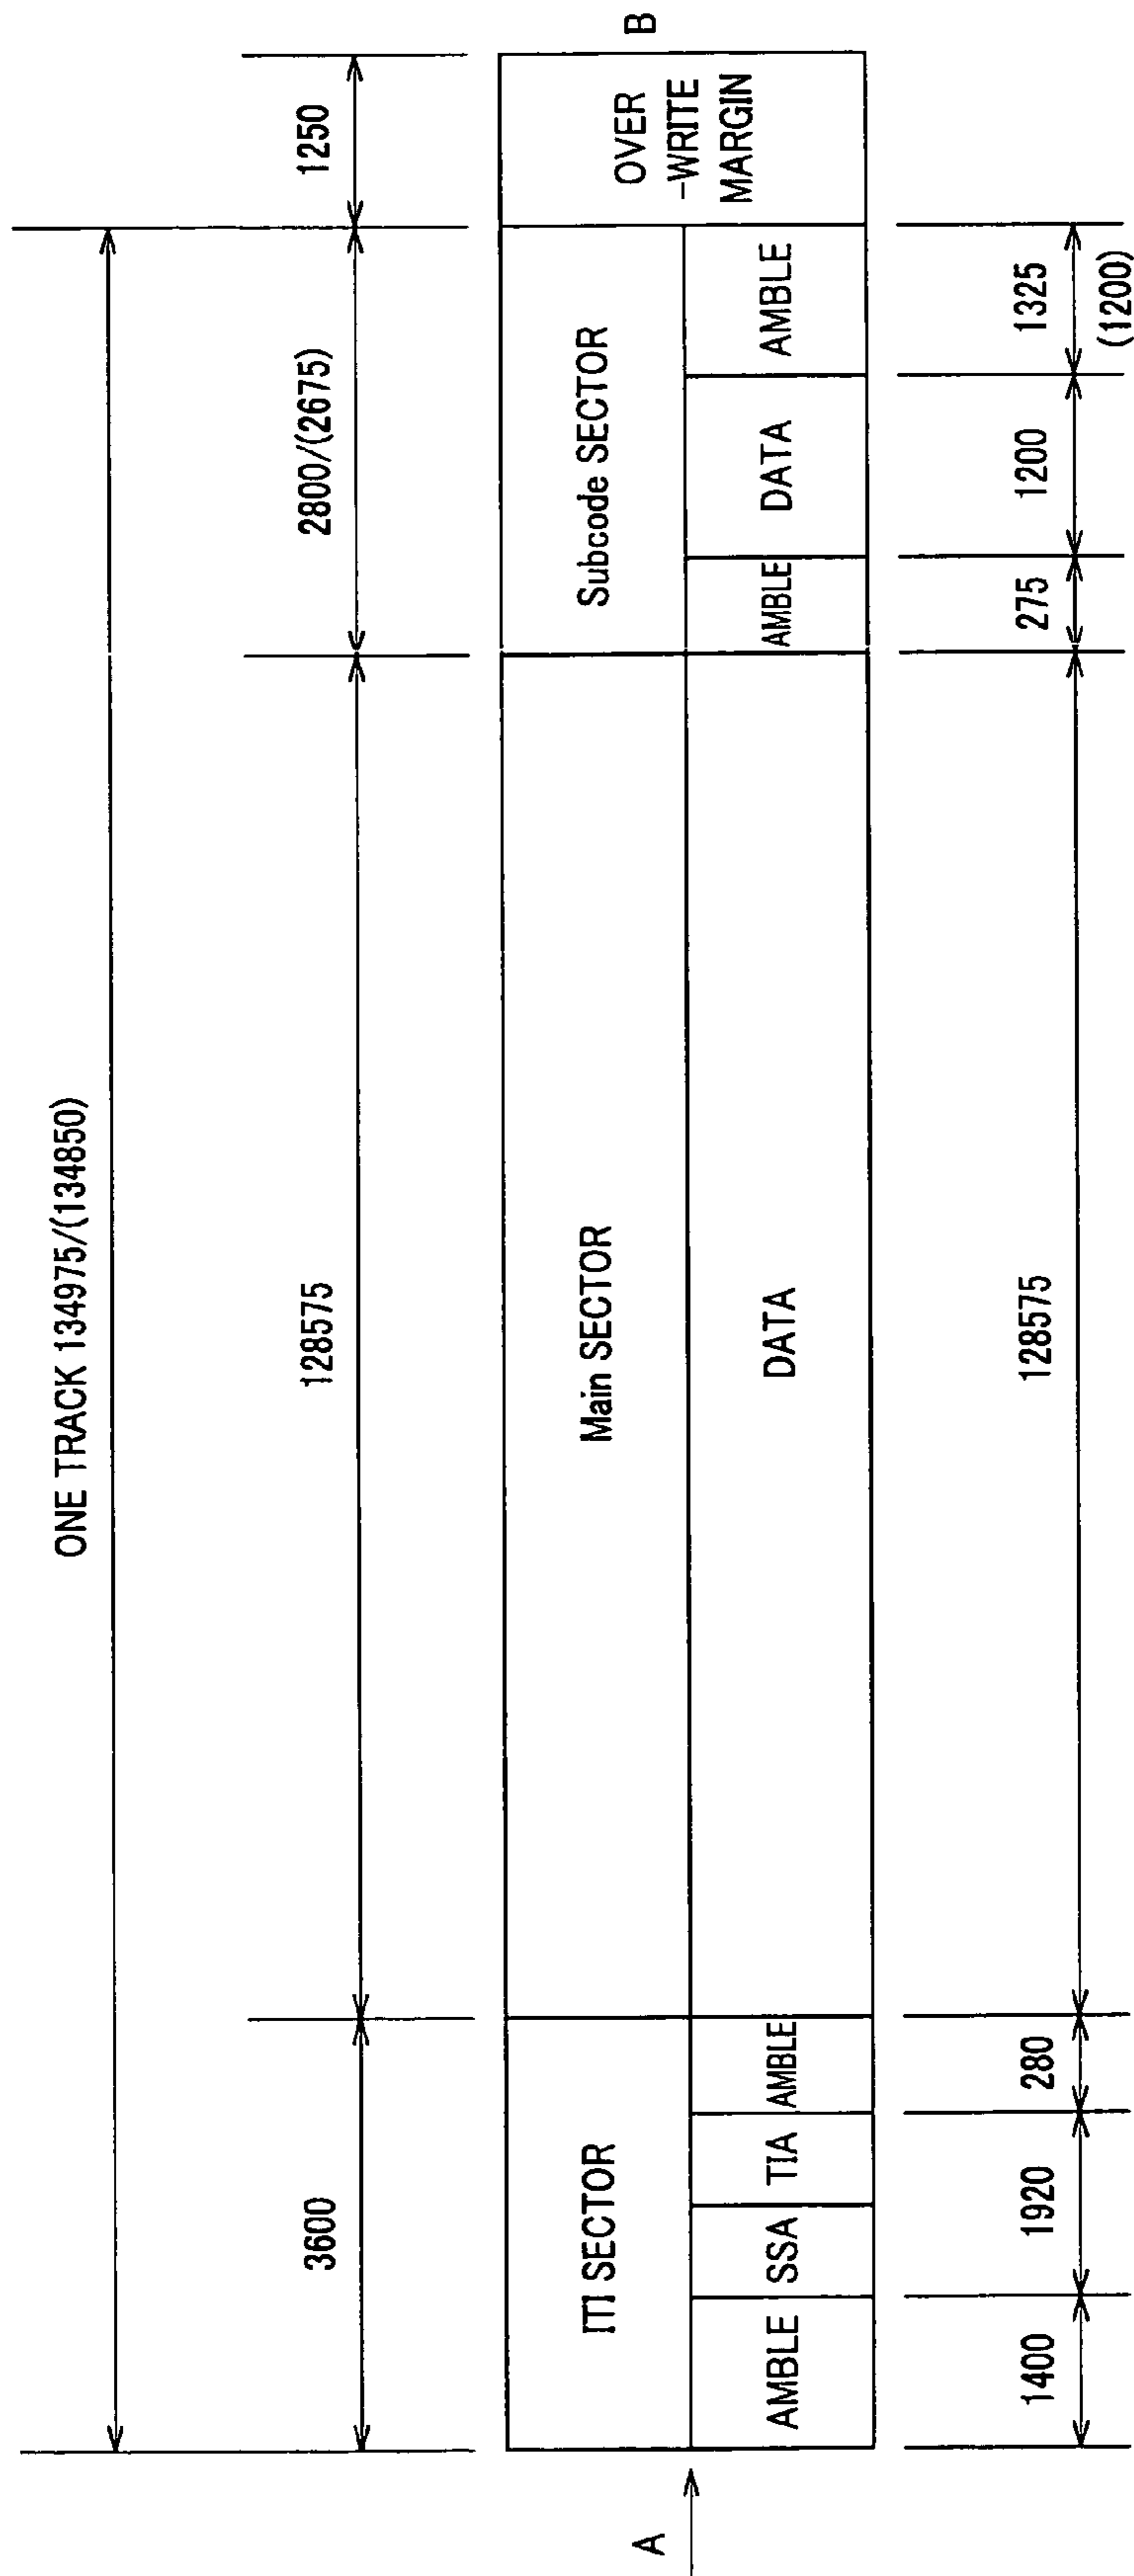 ONE TRACK 134975/(134850)
3600
128575
2800/(2675)
1250
A
ITI SECTOR
Main SECTOR
Subcode SECTOR
OVER
-WRITE
MARGIN
B
AMBLE
SSA
TIA
AMBLE
DATA
AMBLE
DATA
AMBLE
1400
1920
280
128575
275
1200
1325
(1200)